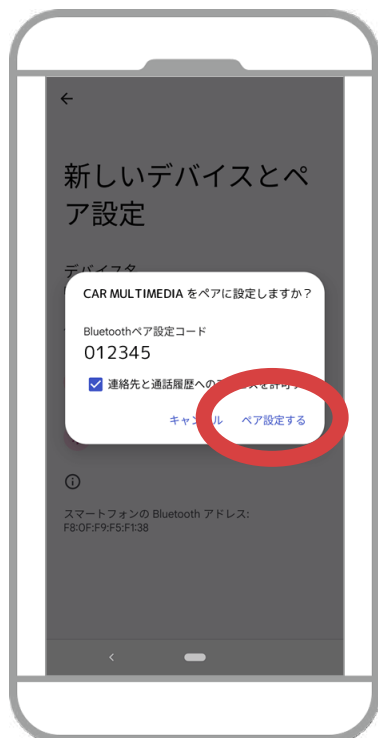 新しいデバイスとペ
ア設定
デバイス名
CAR MULTIMEDIA をペアに設定しますか？
Bluetoothペア設定コード
012345
連絡先と通話履歴への
を許可
キャンセル ペア設定する
スマートフォンの Bluetooth アドレス:
F8:0F:F9:F5:F1:38